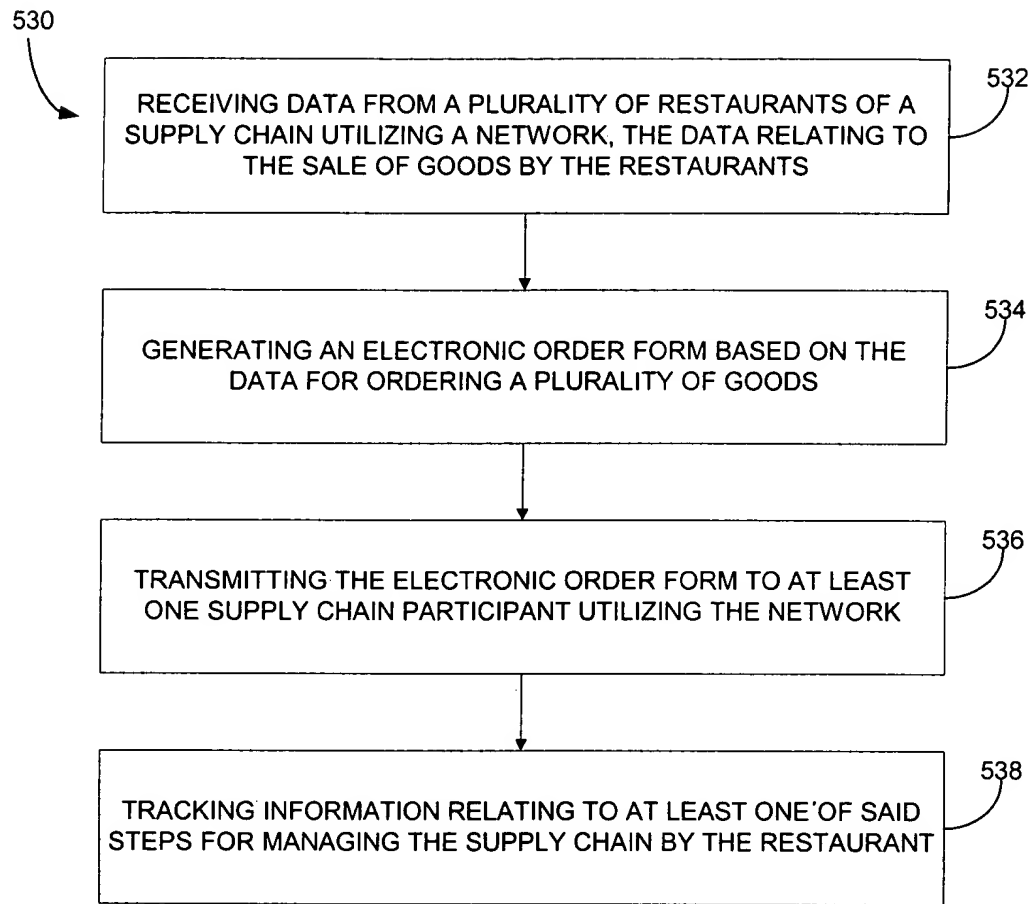 530
532
RECEIVING DATA FROM A PLURALITY OF RESTAURANTS OF A
SUPPLY CHAIN UTILIZING A NETWORK, THE DATA RELATING TO
THE SALE OF GOODS BY THE RESTAURANTS
534
GENERATING AN ELECTRONIC ORDER FORM BASED ON THE
DATA FOR ORDERING A PLURALITY OF GOODS
536
TRANSMITTING THE ELECTRONIC ORDER FORM TO AT LEAST
ONE SUPPLY CHAIN PARTICIPANT UTILIZING THE NETWORK
538
TRACKING INFORMATION RELATING TO AT LEAST ONE OF SAID
STEPS FOR MANAGING THE SUPPLY CHAIN BY THE RESTAURANT